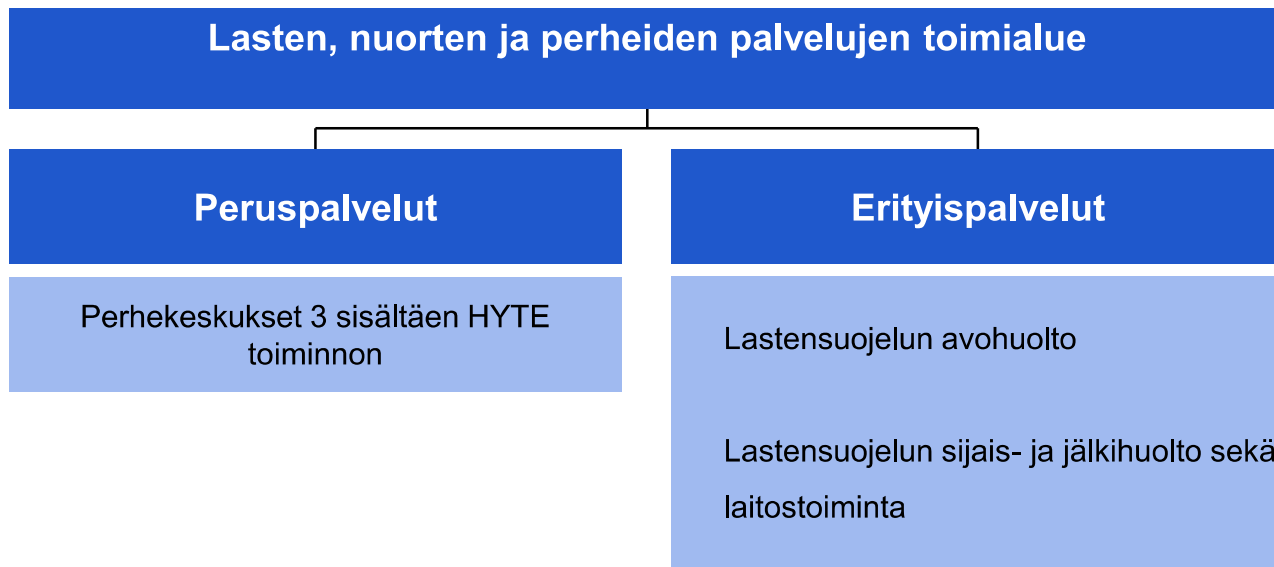 Lasten, nuorten ja perheiden palvelujen toimialue
Peruspalvelut
Perhekeskukset 3 sisältäen HYTE
toiminnon
Erityispalvelut
Lastensuojelun avohuolto
Lastensuojelun sijais- ja jälkihuolto sekä
laitostoiminta